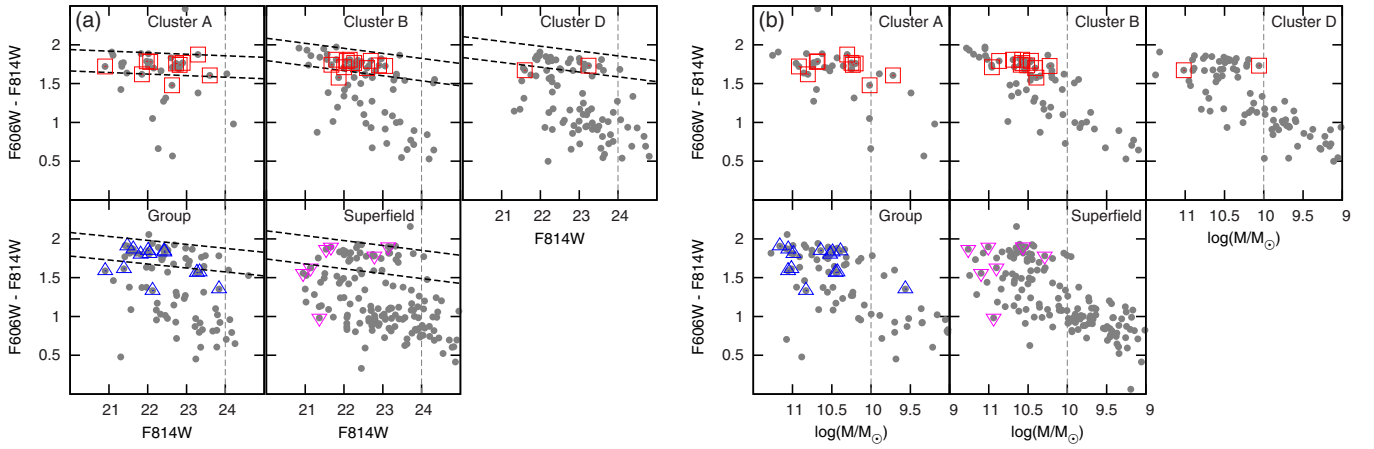 (a)
Cluster A
Cluster B
Cluster D
F606W - F814W
2
1.5
1
0.5
21 22 23 24
F814W
Group
Superfield
F606W - F814W
2
1.5
1
0.5
21 22 23 24
21 22 23 24
F814W
F814W
(b)
Cluster A
Cluster B
Cluster D
F606W - F814W
2
1.5
1
0.5
11 10.5 10 9.5 9
log(M/M☉)
Group
Superfield
F606W - F814W
2
1.5
1
0.5
11 10.5 10 9.5 9
11 10.5 10 9.5 9
log(M/M☉)
log(M/M☉)